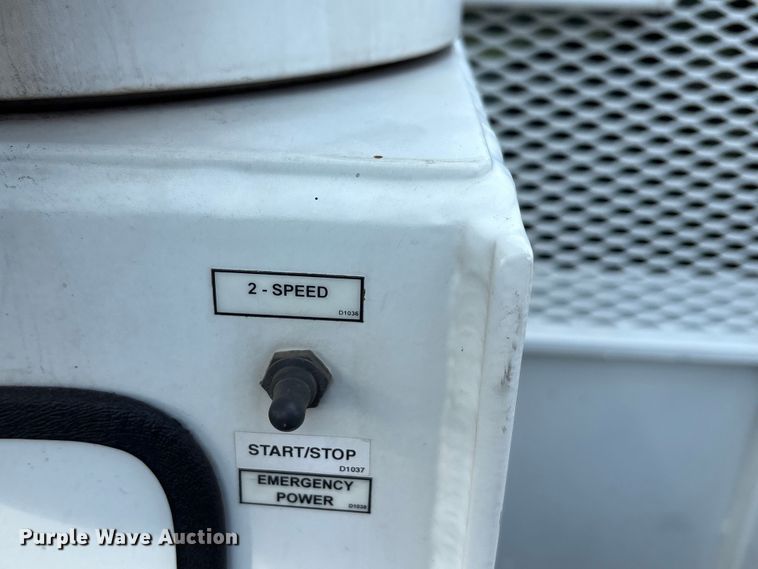 2 - SPEED
D1036
START/STOP
D1037
EMERGENCY
POWER
D1038
Purple Wave Auction